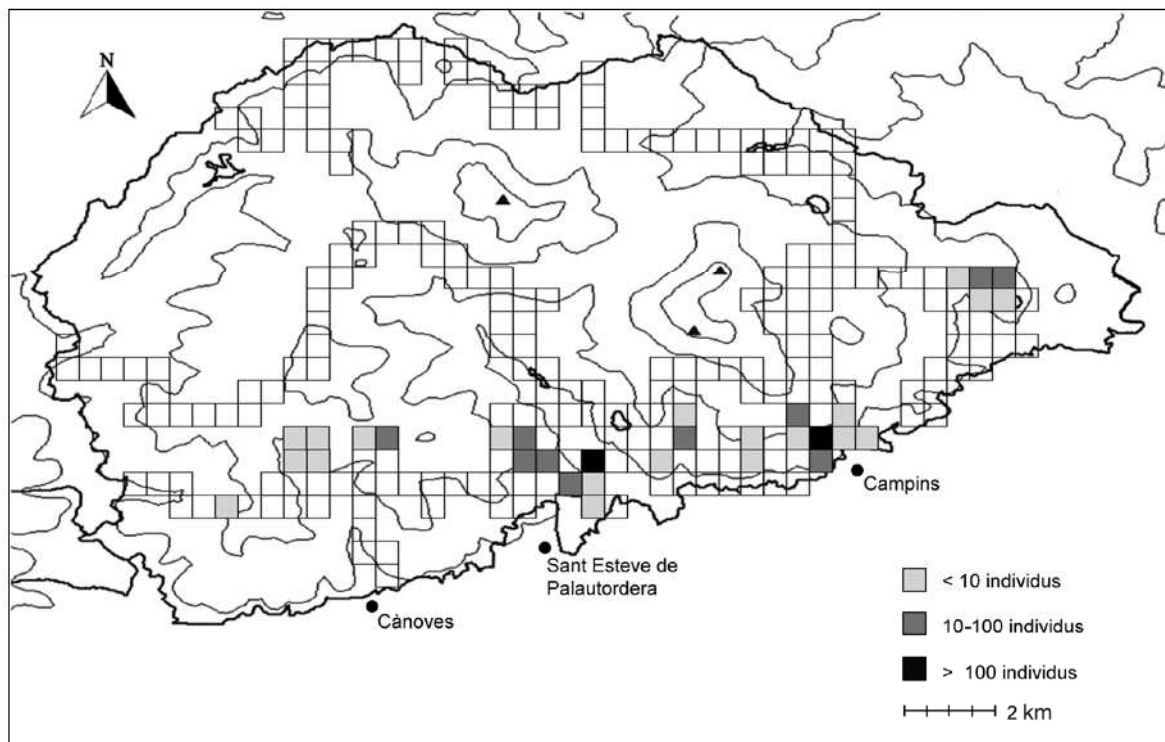 N
Campins
Sant Esteve de
Palautordera
Cànoves
< 10 individus
10-100 individus
> 100 individus
2 km